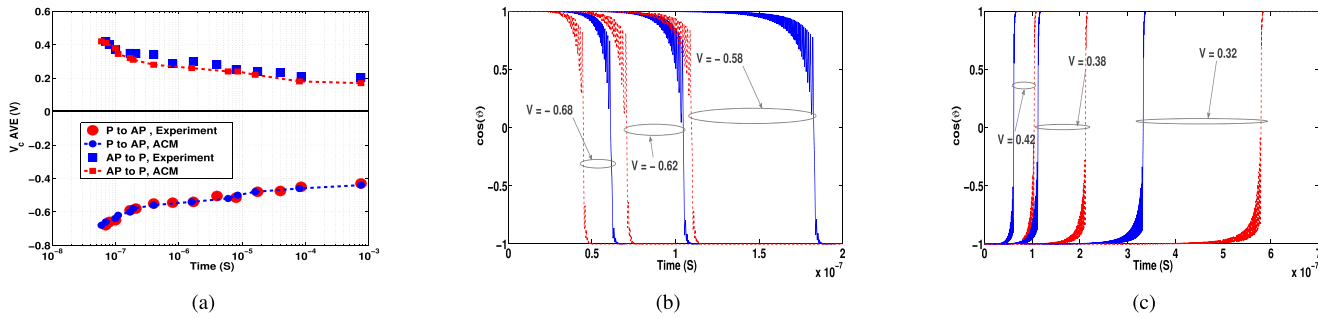 0.6
0.4
0.2
0
−0.2
−0.4
−0.6
−0.8
V_c AVE (V)
P to AP , Experiment
P to AP, ACM
AP to P, Experiment
AP to P, ACM
10^−8
10^−7
10^−6
10^−5
10^−4
10^−3
Time (S)
(a)
1
0.5
0
−0.5
−1
cos(ϑ)
V = − 0.58
V = − 0.68
V = − 0.62
0
0.5
1
1.5
2
x 10^−7
Time (S)
(b)
1
0.5
0
−0.5
−1
cos(ϑ)
V = 0.32
V = 0.38
V = 0.42
0
1
2
3
4
5
6
7
x 10^−7
Time (S)
(c)